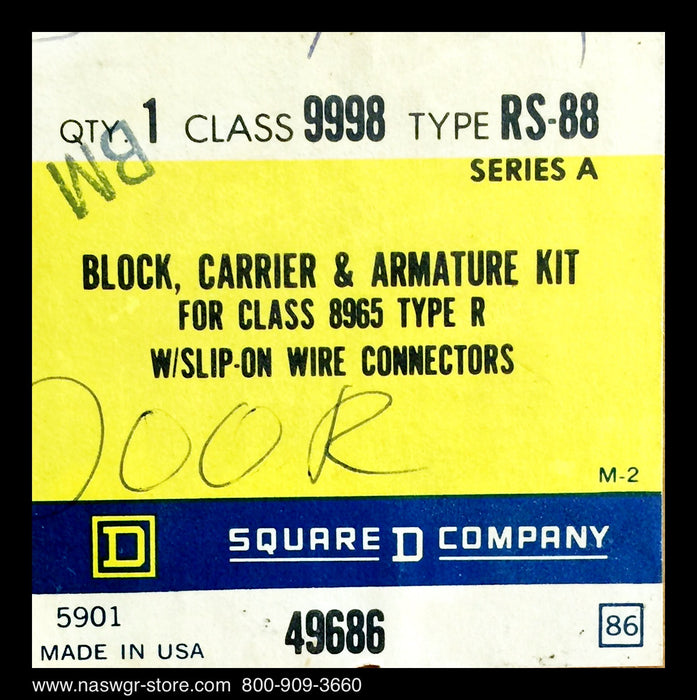 QTY. 1 CLASS 9998 TYPE RS-88
SERIES A
BM
BLOCK, CARRIER & ARMATURE KIT
FOR CLASS 8965 TYPE R
W/SLIP-ON WIRE CONNECTORS
M-2
D SQUARE D COMPANY
5901 49686 86
MADE IN USA
www.naswgr-store.com 800-909-3660